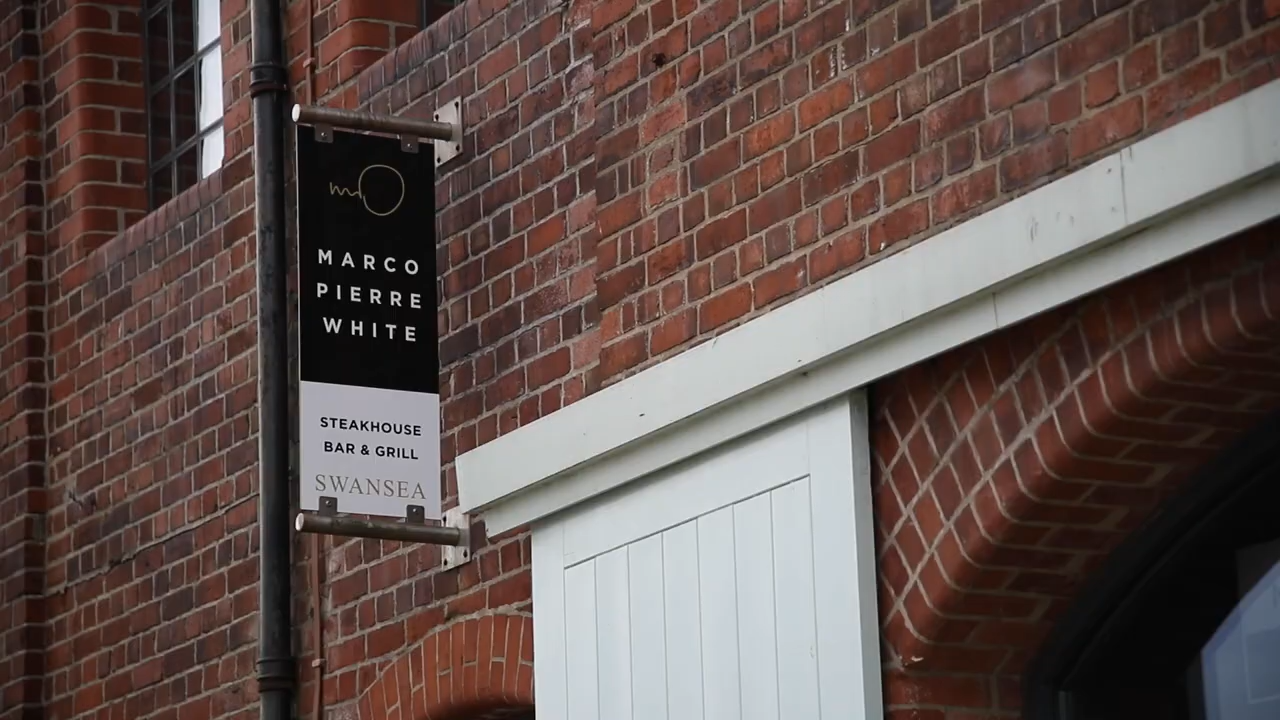 MARCO
PIERRE
WHITE
STEAKHOUSE
BAR & GRILL
SWANSEA